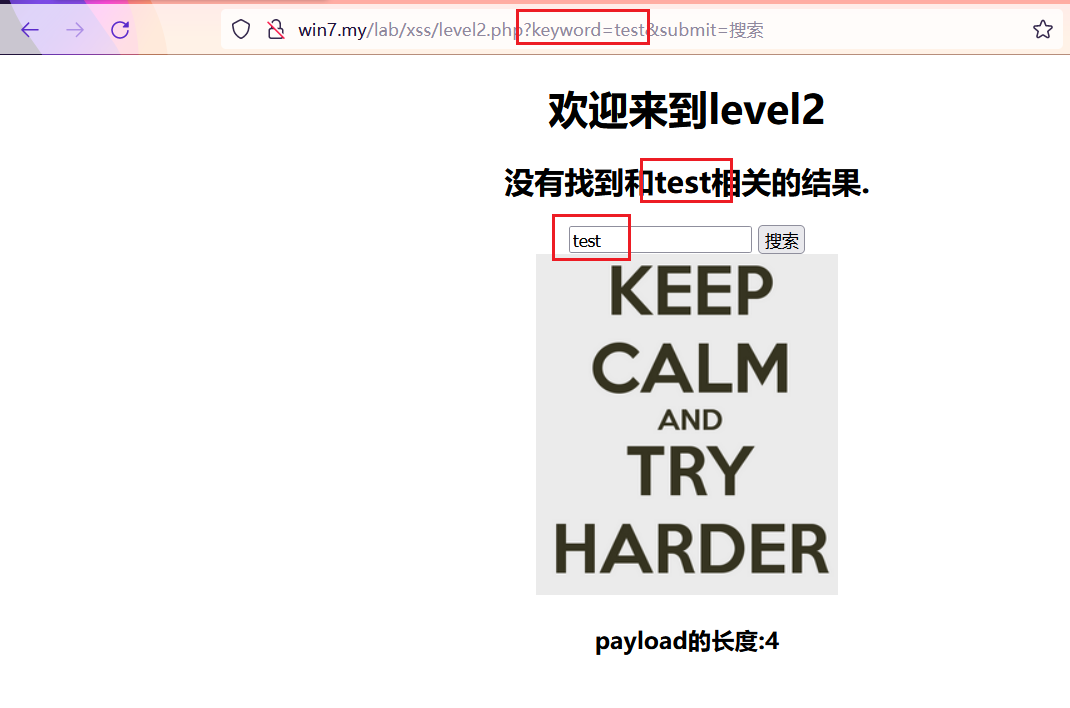 win7.my/lab/xss/level2.php?keyword=test&submit=搜索
欢迎来到level2
没有找到和test相关的结果.
test 搜索
KEEP
CALM
AND
TRY
HARDER
payload的长度:4